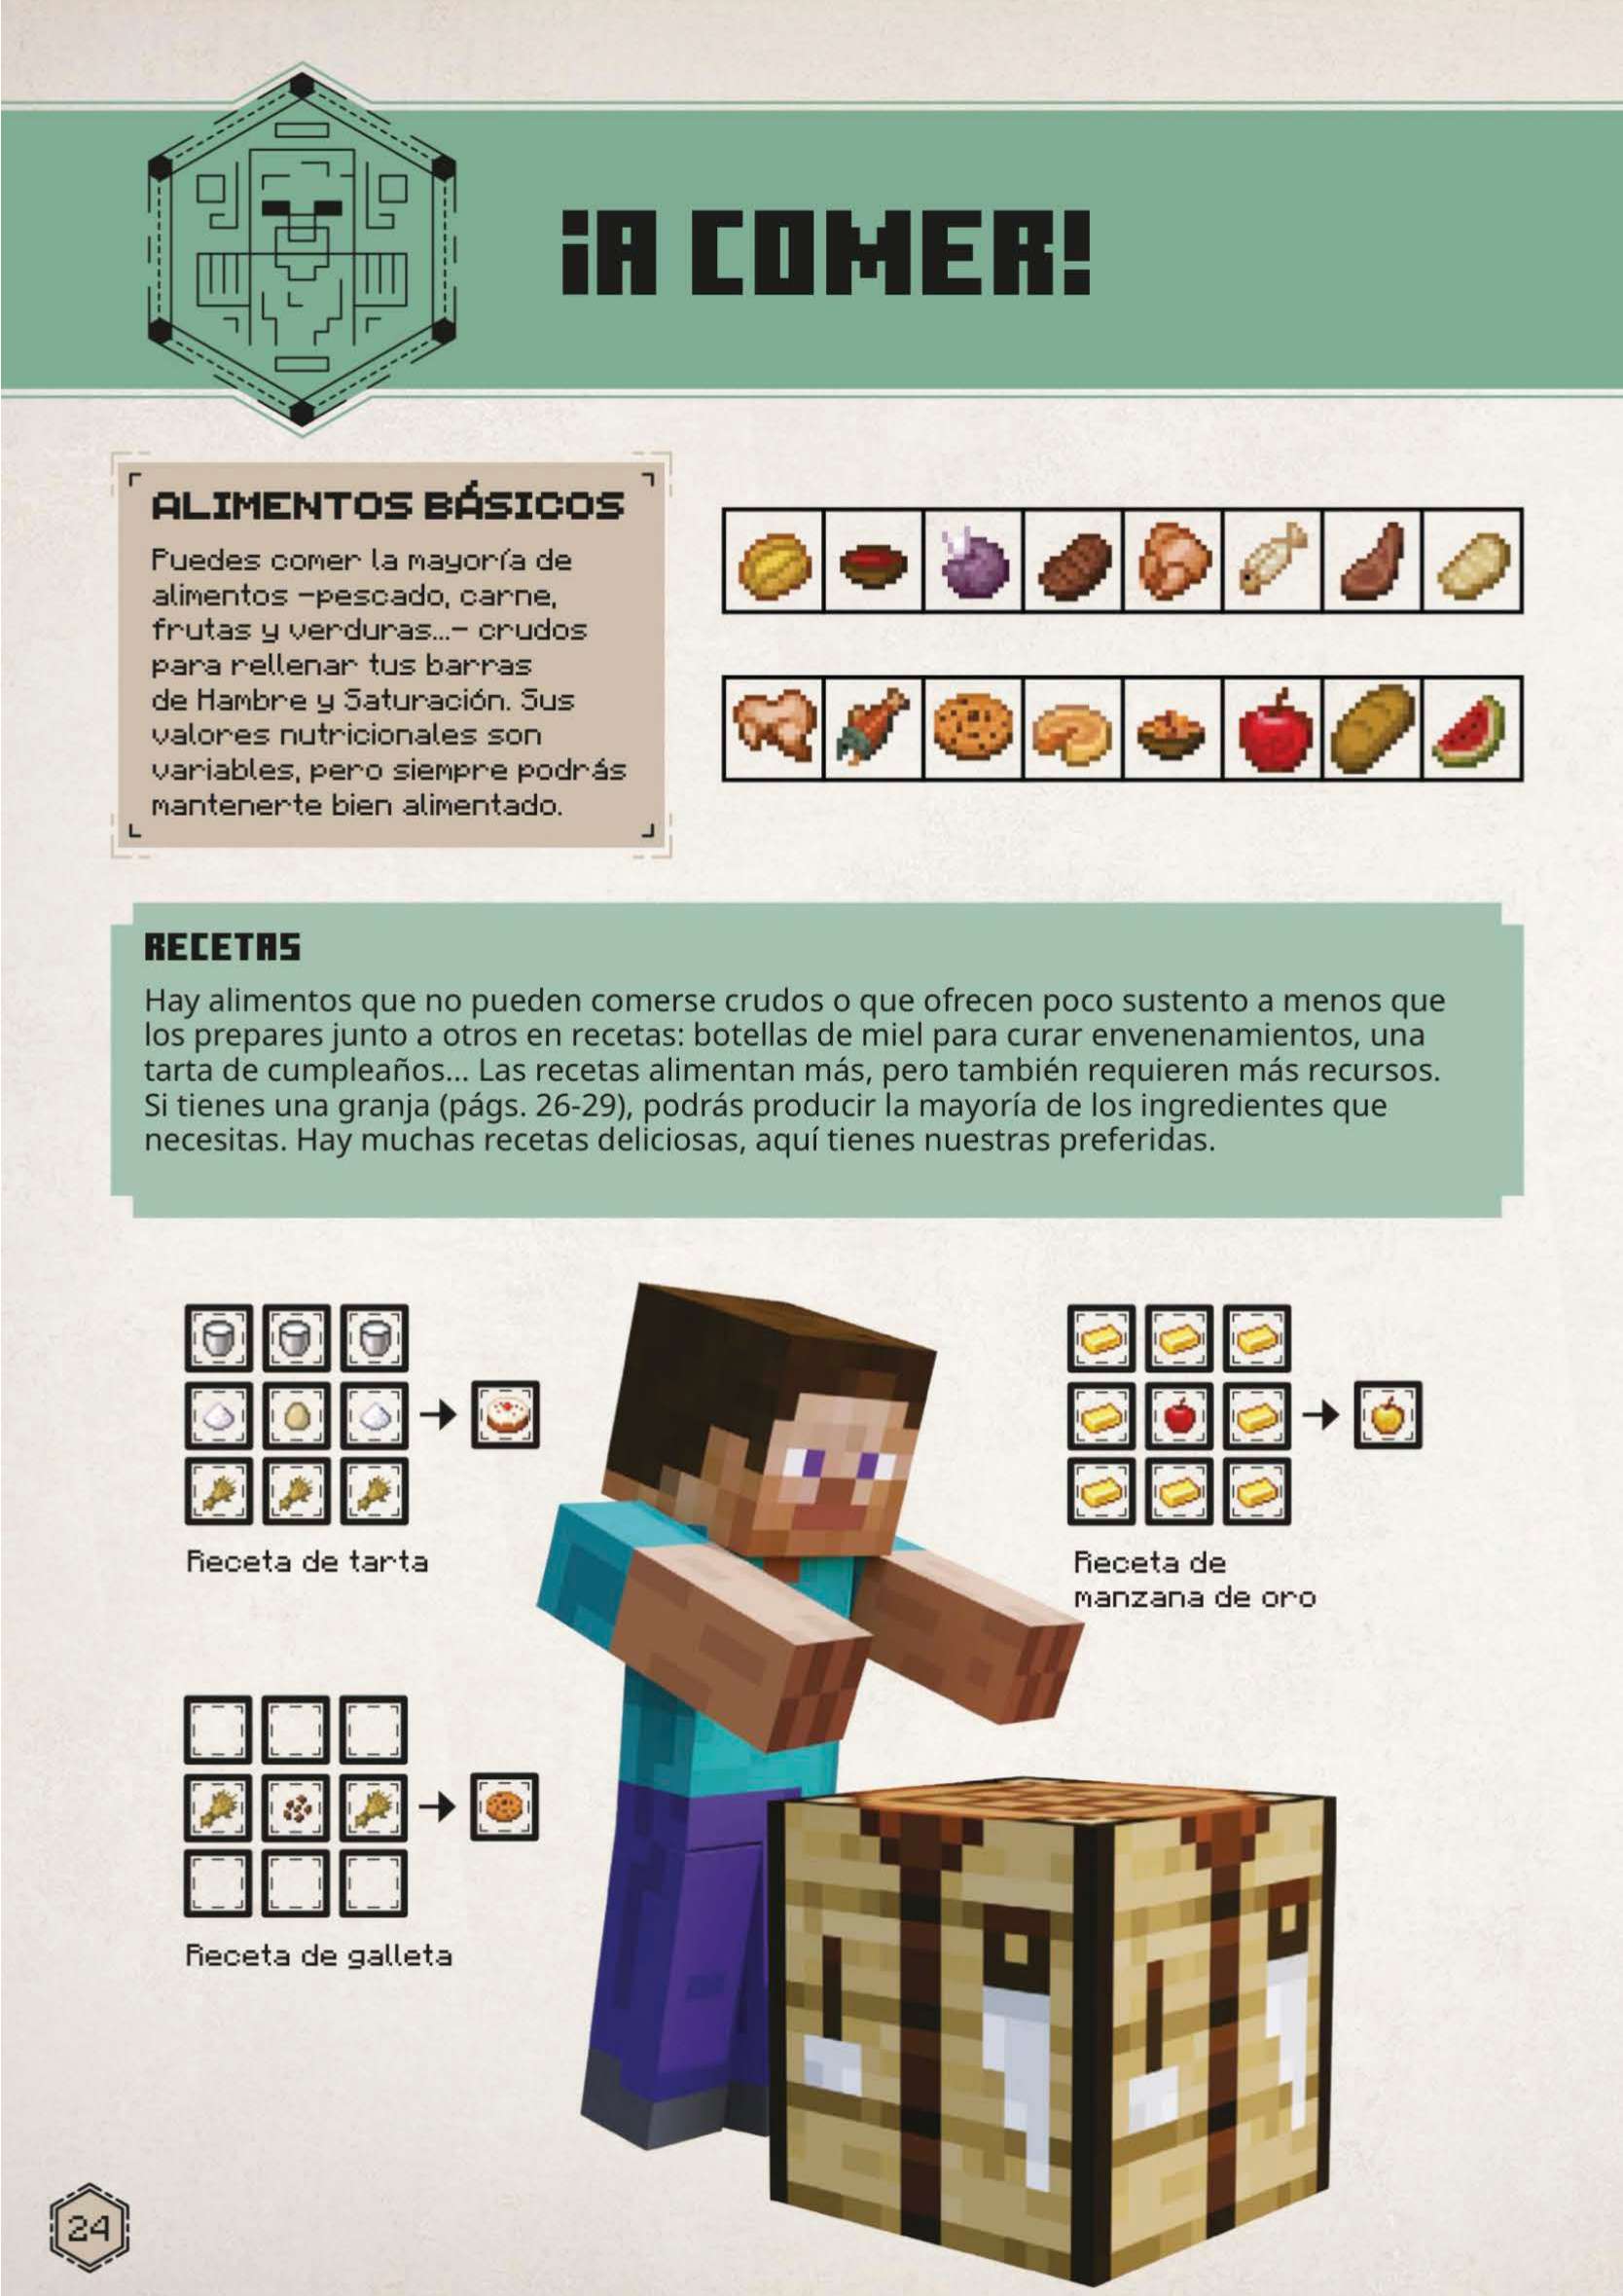 ¡A COMER!
ALIMENTOS BÁSICOS
Puedes comer la mayoría de
alimentos –pescado, carne,
frutas y verduras...– crudos
para rellenar tus barras
de Hambre y Saturación. Sus
valores nutricionales son
variables, pero siempre podrás
mantenerte bien alimentado.
RECETAS
Hay alimentos que no pueden comerse crudos o que ofrecen poco sustento a menos que
los prepares junto a otros en recetas: botellas de miel para curar envenenamientos, una
tarta de cumpleaños... Las recetas alimentan más, pero también requieren más recursos.
Si tienes una granja (págs. 26-29), podrás producir la mayoría de los ingredientes que
necesitas. Hay muchas recetas deliciosas, aquí tienes nuestras preferidas.
Receta de tarta
Receta de
manzana de oro
Receta de galleta
24